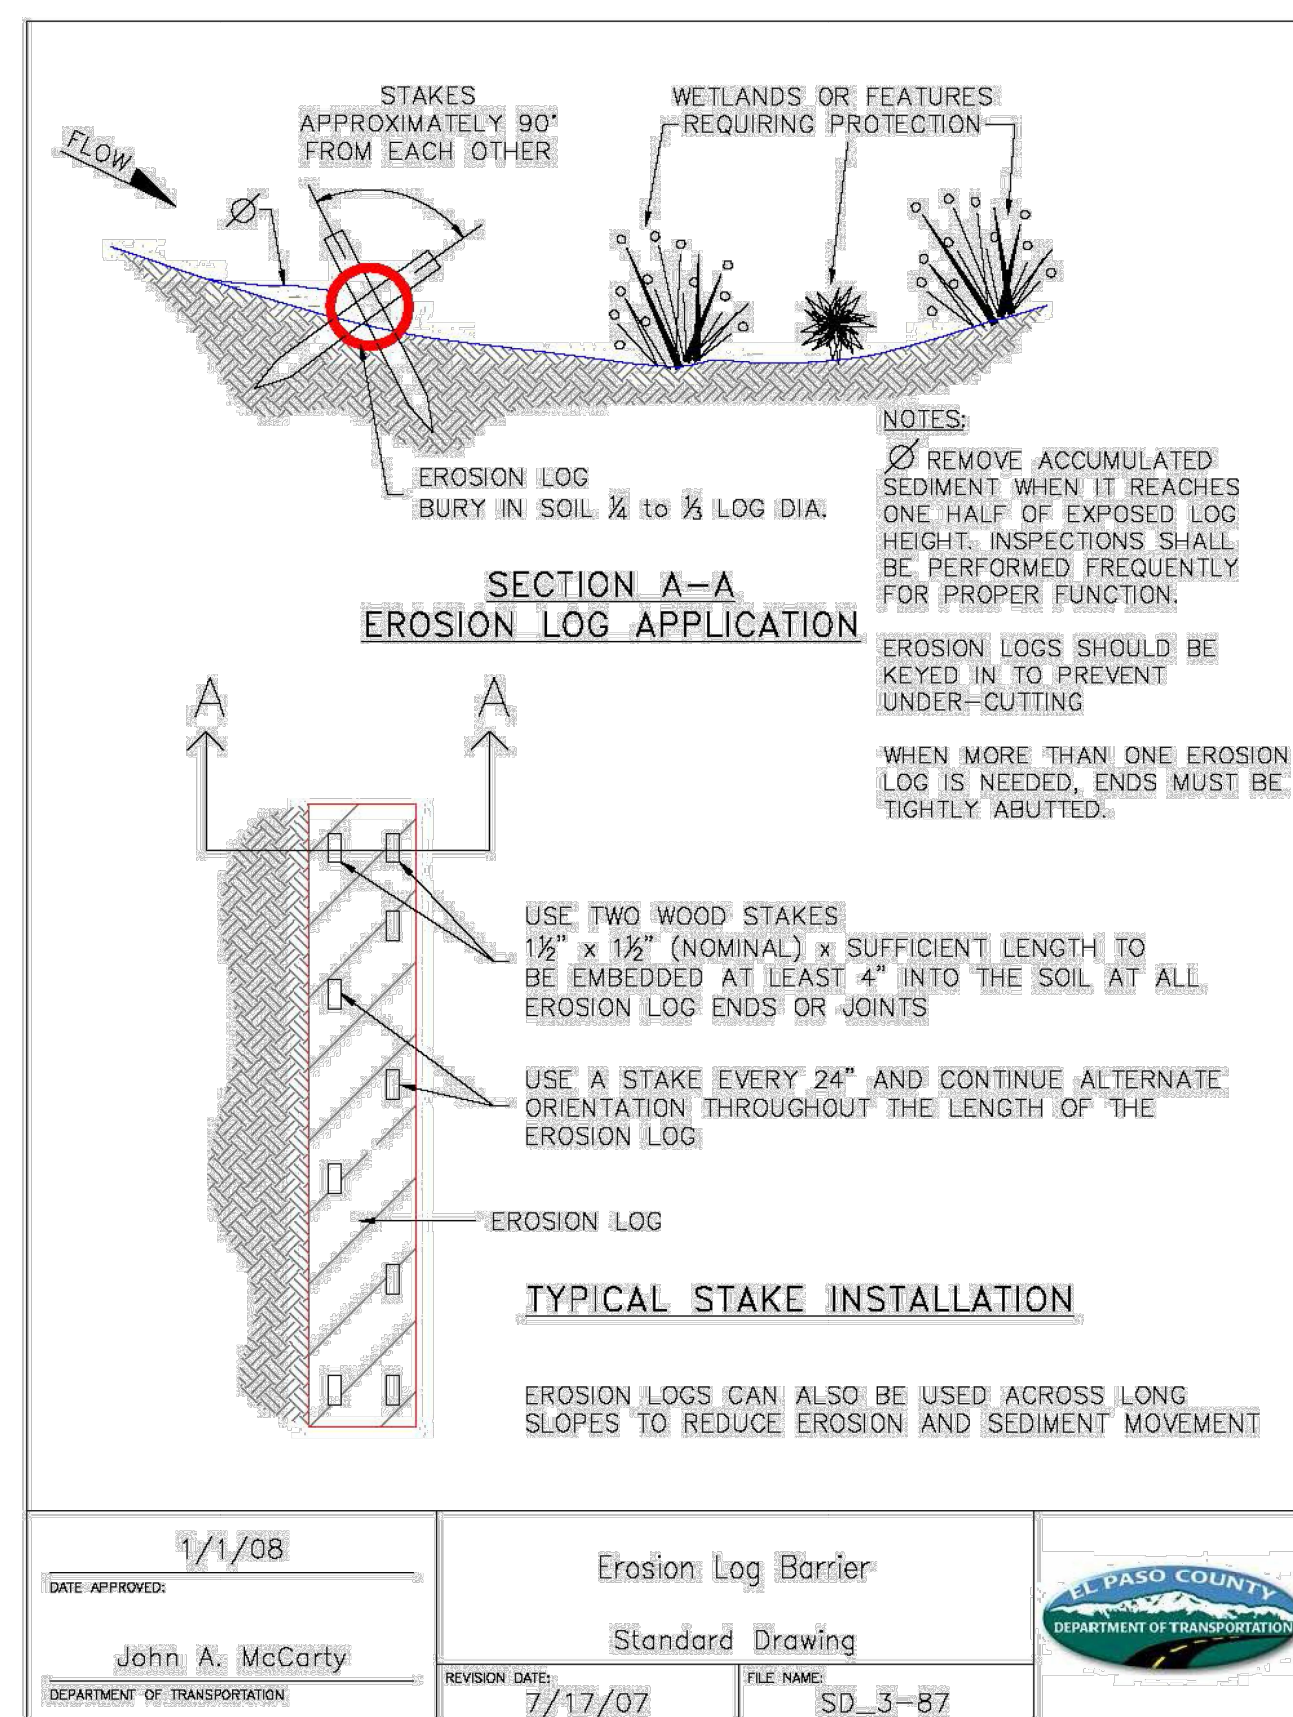 STAKES
APPROXIMATELY 90°
FROM EACH OTHER
WETLANDS OR FEATURES
REQUIRING PROTECTION
FLOW
Ø
EROSION LOG
BURY IN SOIL ¼ to ⅓ LOG DIA.
NOTES:
Ø REMOVE ACCUMULATED
SEDIMENT WHEN IT REACHES
ONE HALF OF EXPOSED LOG
HEIGHT. INSPECTIONS SHALL
BE PERFORMED FREQUENTLY
FOR PROPER FUNCTION.
EROSION LOGS SHOULD BE
KEYED IN TO PREVENT
UNDER-CUTTING
WHEN MORE THAN ONE EROSION
LOG IS NEEDED, ENDS MUST BE
TIGHTLY ABUTTED.
SECTION A-A
EROSION LOG APPLICATION
A
A
USE TWO WOOD STAKES
1½" x 1½" (NOMINAL) x SUFFICIENT LENGTH TO
BE EMBEDDED AT LEAST 4" INTO THE SOIL AT ALL
EROSION LOG ENDS OR JOINTS
USE A STAKE EVERY 24" AND CONTINUE ALTERNATE
ORIENTATION THROUGHOUT THE LENGTH OF THE
EROSION LOG
EROSION LOG
TYPICAL STAKE INSTALLATION
EROSION LOGS CAN ALSO BE USED ACROSS LONG
SLOPES TO REDUCE EROSION AND SEDIMENT MOVEMENT
1/1/08
DATE APPROVED:
John A. McCarty
DEPARTMENT OF TRANSPORTATION
Erosion Log Barrier
Standard Drawing
REVISION DATE:
7/17/07
FILE NAME:
SD_3-87
EL PASO COUNTY
DEPARTMENT OF TRANSPORTATION